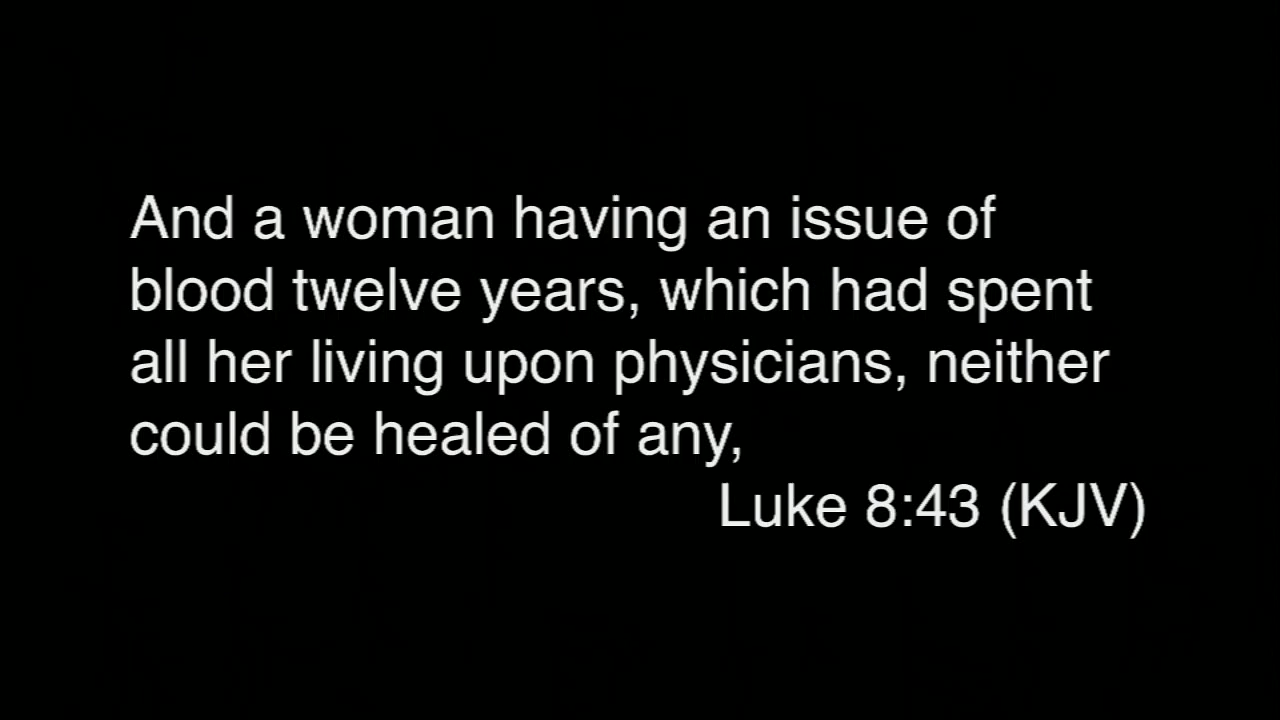 And a woman having an issue of
blood twelve years, which had spent
all her living upon physicians, neither
could be healed of any,
Luke 8:43 (KJV)